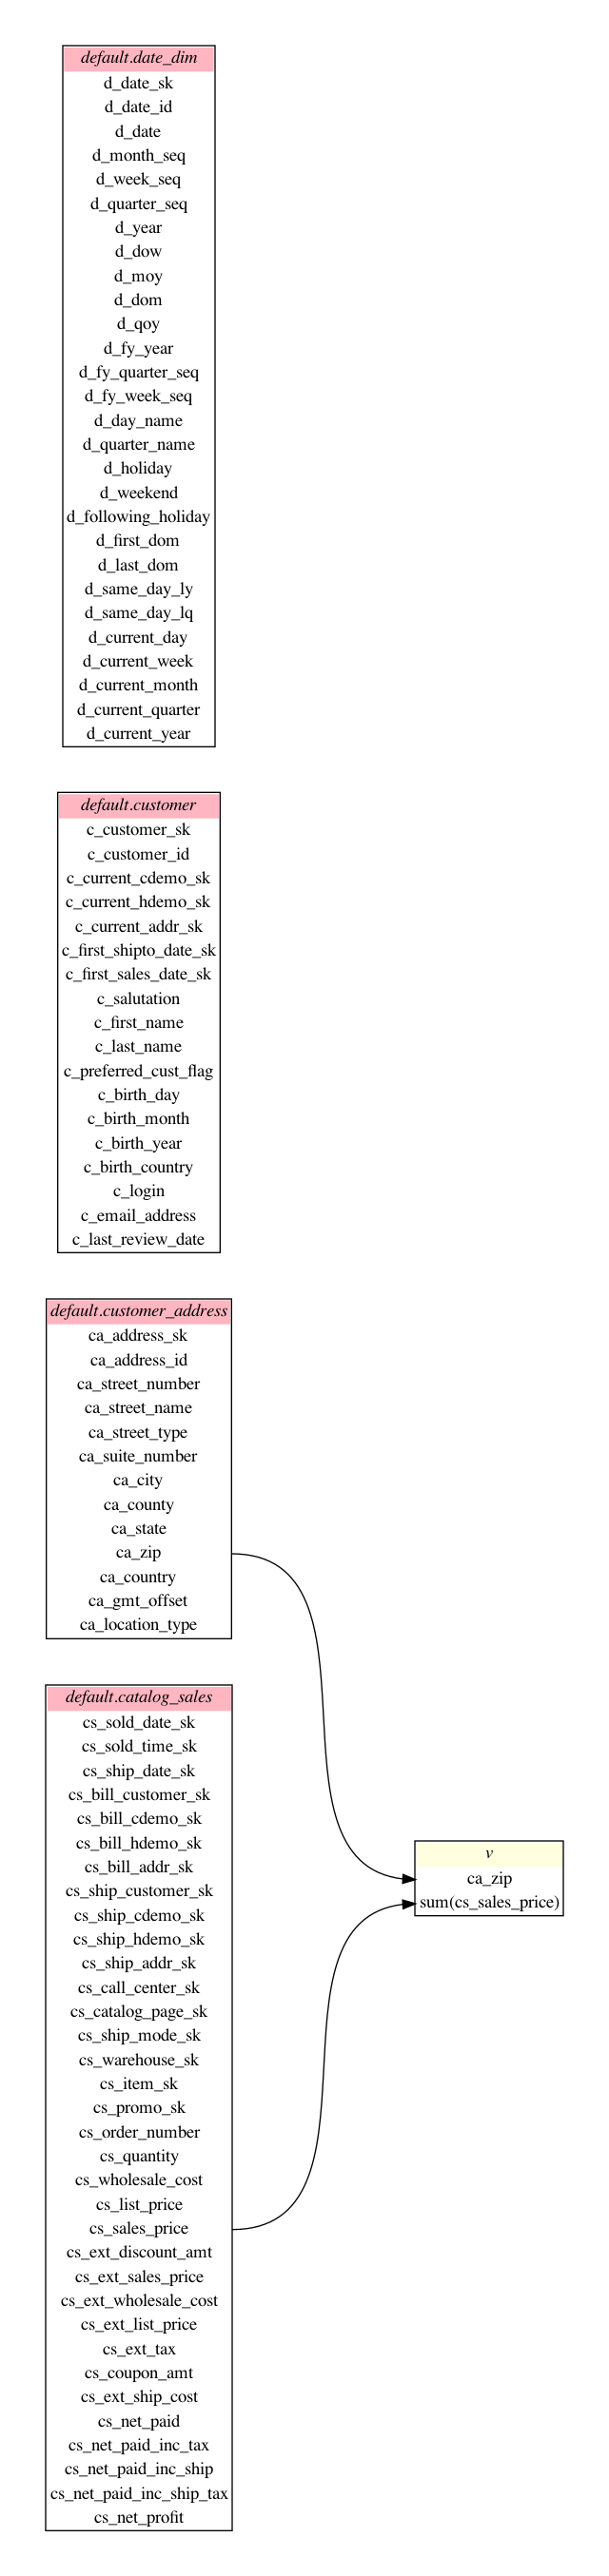 default.date_dim
d_date_sk
d_date_id
d_date
d_month_seq
d_week_seq
d_quarter_seq
d_year
d_dow
d_moy
d_dom
d_qoy
d_fy_year
d_fy_quarter_seq
d_fy_week_seq
d_day_name
d_quarter_name
d_holiday
d_weekend
d_following_holiday
d_first_dom
d_last_dom
d_same_day_ly
d_same_day_lq
d_current_day
d_current_week
d_current_month
d_current_quarter
d_current_year
default.customer
c_customer_sk
c_customer_id
c_current_cdemo_sk
c_current_hdemo_sk
c_current_addr_sk
c_first_shipto_date_sk
c_first_sales_date_sk
c_salutation
c_first_name
c_last_name
c_preferred_cust_flag
c_birth_day
c_birth_month
c_birth_year
c_birth_country
c_login
c_email_address
c_last_review_date
default.customer_address
ca_address_sk
ca_address_id
ca_street_number
ca_street_name
ca_street_type
ca_suite_number
ca_city
ca_county
ca_state
ca_zip
ca_country
ca_gmt_offset
ca_location_type
default.catalog_sales
cs_sold_date_sk
cs_sold_time_sk
cs_ship_date_sk
cs_bill_customer_sk
cs_bill_cdemo_sk
cs_bill_hdemo_sk
cs_bill_addr_sk
cs_ship_customer_sk
cs_ship_cdemo_sk
cs_ship_hdemo_sk
cs_ship_addr_sk
cs_call_center_sk
cs_catalog_page_sk
cs_ship_mode_sk
cs_warehouse_sk
cs_item_sk
cs_promo_sk
cs_order_number
cs_quantity
cs_wholesale_cost
cs_list_price
cs_sales_price
cs_ext_discount_amt
cs_ext_sales_price
cs_ext_wholesale_cost
cs_ext_list_price
cs_ext_tax
cs_coupon_amt
cs_ext_ship_cost
cs_net_paid
cs_net_paid_inc_tax
cs_net_paid_inc_ship
cs_net_paid_inc_ship_tax
cs_net_profit
v
ca_zip
sum(cs_sales_price)